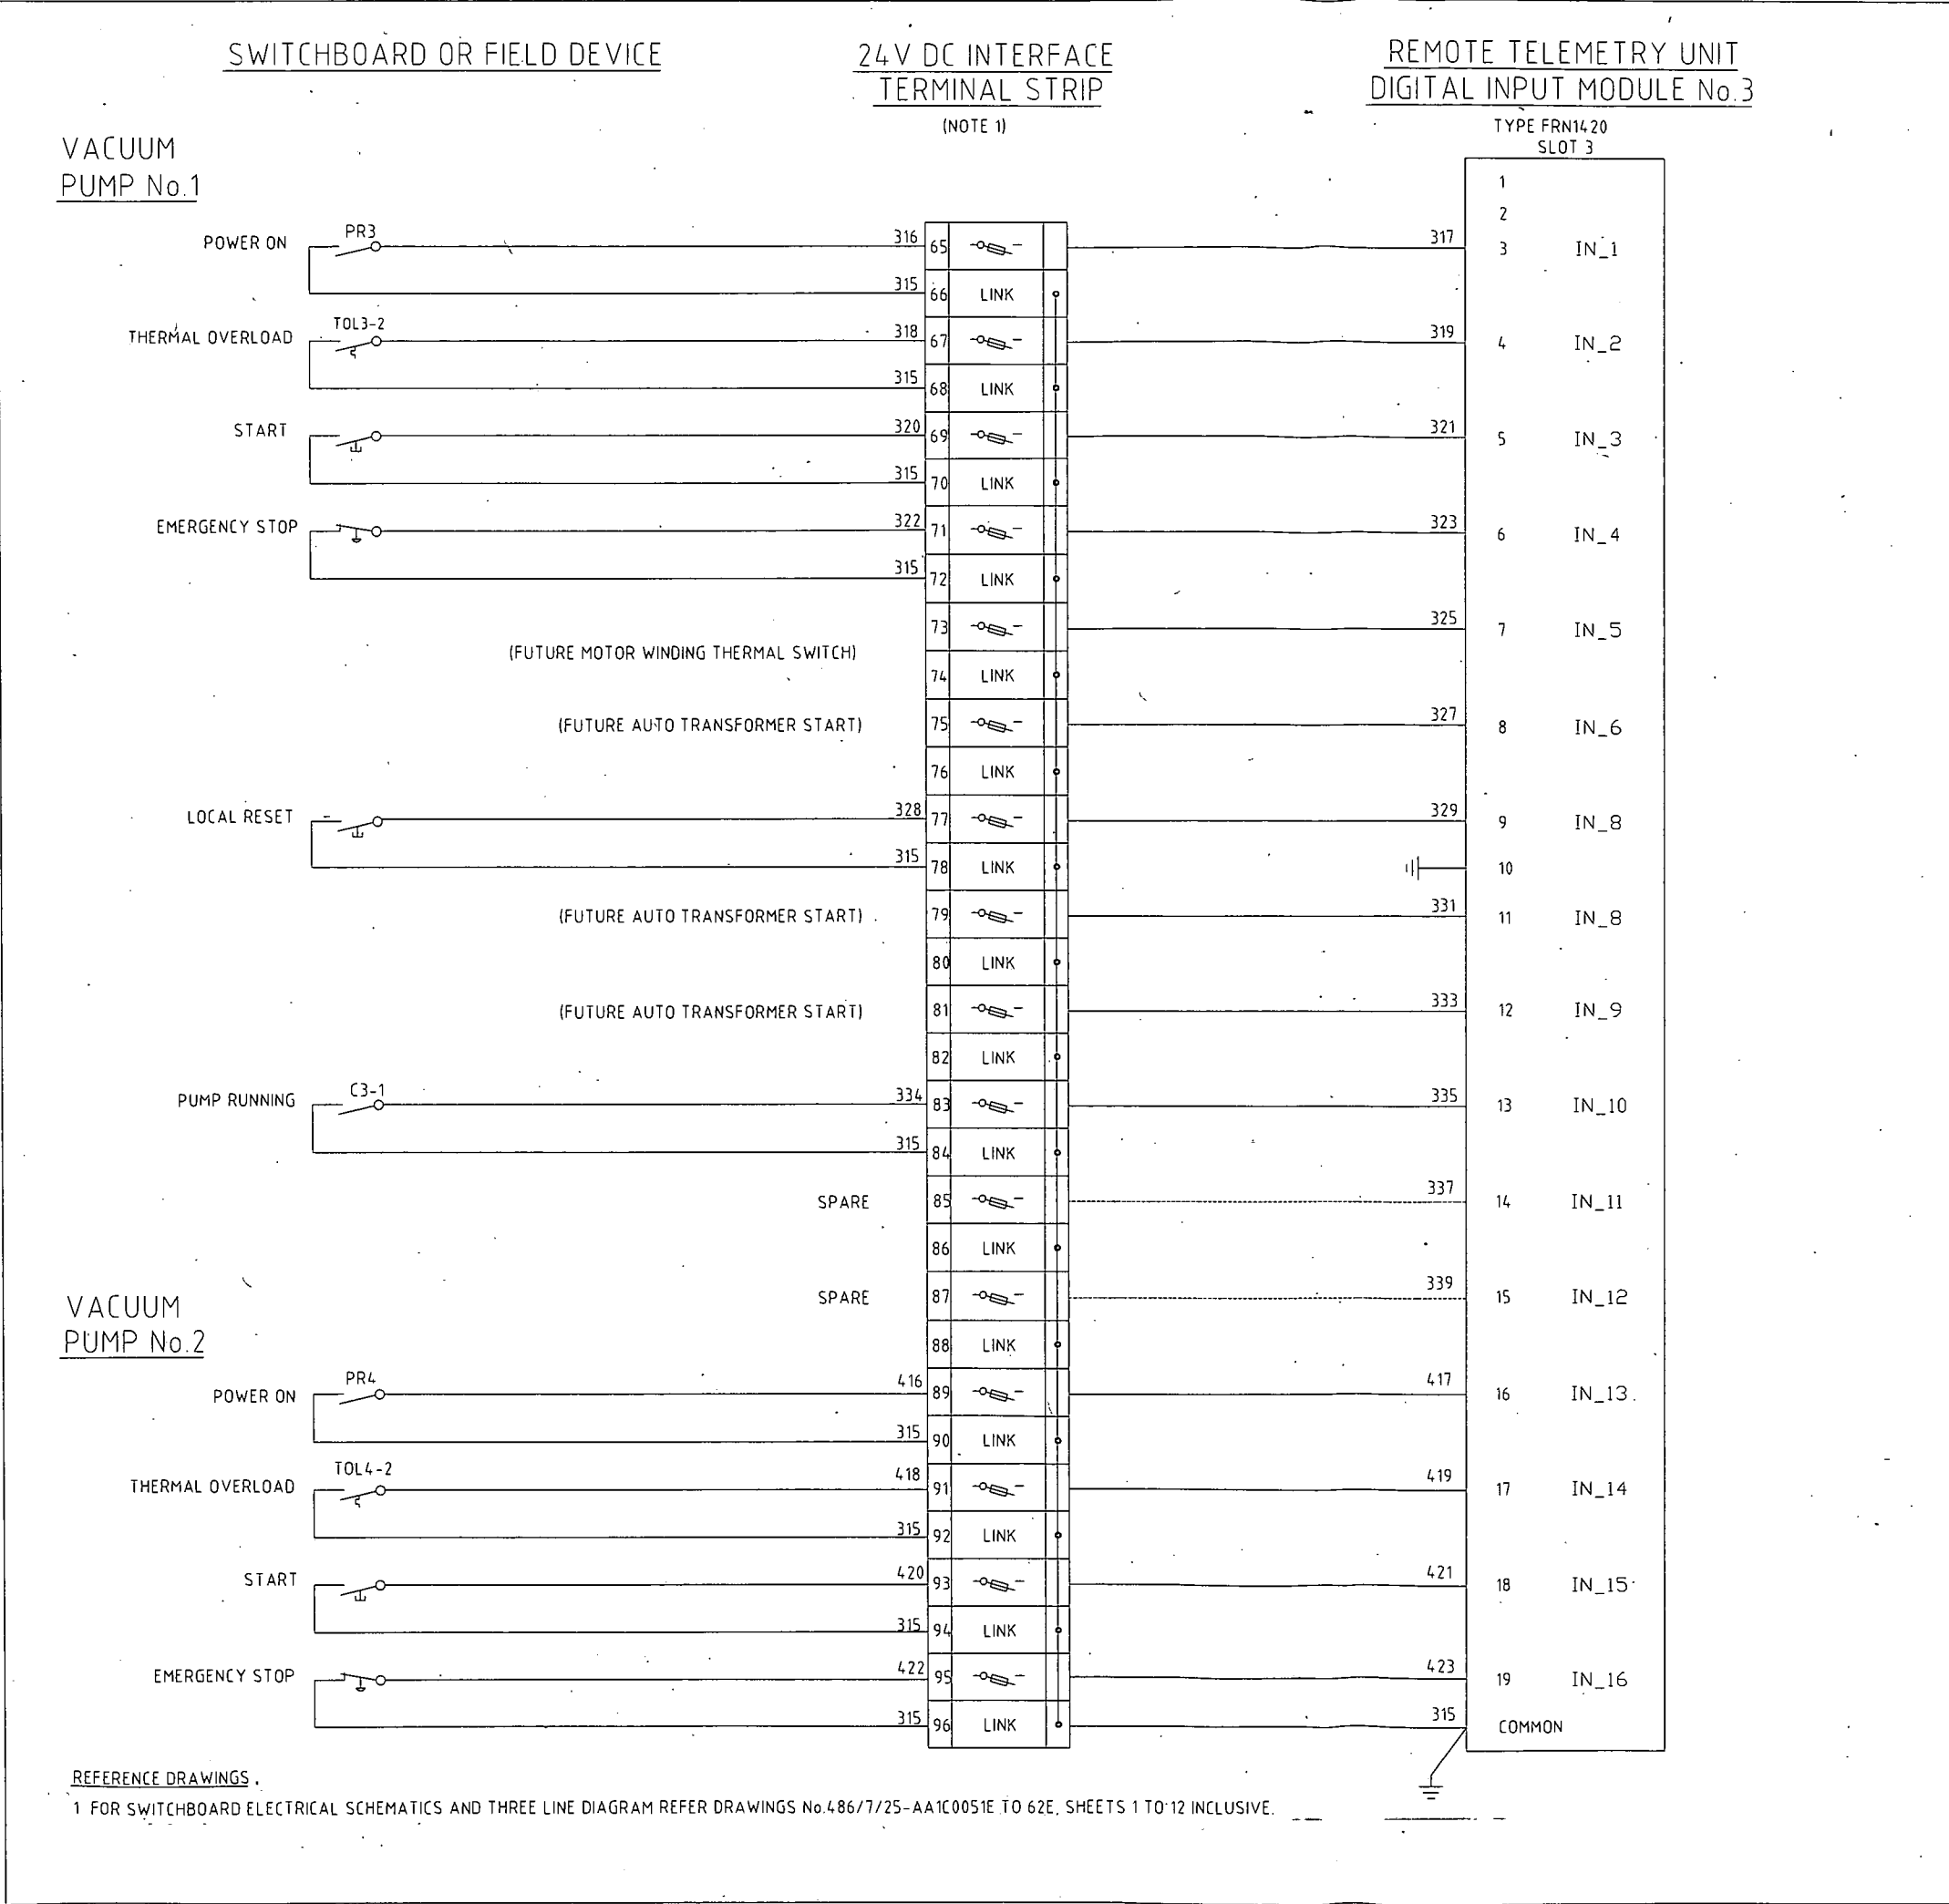 SWITCHBOARD OR FIELD DEVICE
24V DC INTERFACE
TERMINAL STRIP
(NOTE 1)
REMOTE TELEMETRY UNIT
DIGITAL INPUT MODULE No.3
TYPE FRN1420
SLOT 3
VACUUM
PUMP No.1
1
2
POWER ON PR3 316 65 317 3 IN_1
315 66 LINK
THERMAL OVERLOAD TOL3-2 318 67 319 4 IN_2
315 68 LINK
START 320 69 321 5 IN_3
315 70 LINK
EMERGENCY STOP 322 71 323 6 IN_4
315 72 LINK
73 325 7 IN_5
(FUTURE MOTOR WINDING THERMAL SWITCH)
74 LINK
(FUTURE AUTO TRANSFORMER START) 75 327 8 IN_6
76 LINK
LOCAL RESET 328 77 329 9 IN_8
315 78 LINK 10
(FUTURE AUTO TRANSFORMER START) 79 331 11 IN_8
80 LINK
(FUTURE AUTO TRANSFORMER START) 81 333 12 IN_9
82 LINK
PUMP RUNNING C3-1 334 83 335 13 IN_10
315 84 LINK
SPARE 85 337 14 IN_11
86 LINK
SPARE 87 339 15 IN_12
VACUUM
PUMP No.2
88 LINK
POWER ON PR4 416 89 417 16 IN_13
315 90 LINK
THERMAL OVERLOAD TOL4-2 418 91 419 17 IN_14
315 92 LINK
START 420 93 421 18 IN_15
315 94 LINK
EMERGENCY STOP 422 95 423 19 IN_16
315 96 LINK 315 COMMON
REFERENCE DRAWINGS.
1 FOR SWITCHBOARD ELECTRICAL SCHEMATICS AND THREE LINE DIAGRAM REFER DRAWINGS No.486/7/25-AA1C0051E TO 62E, SHEETS 1 TO 12 INCLUSIVE.